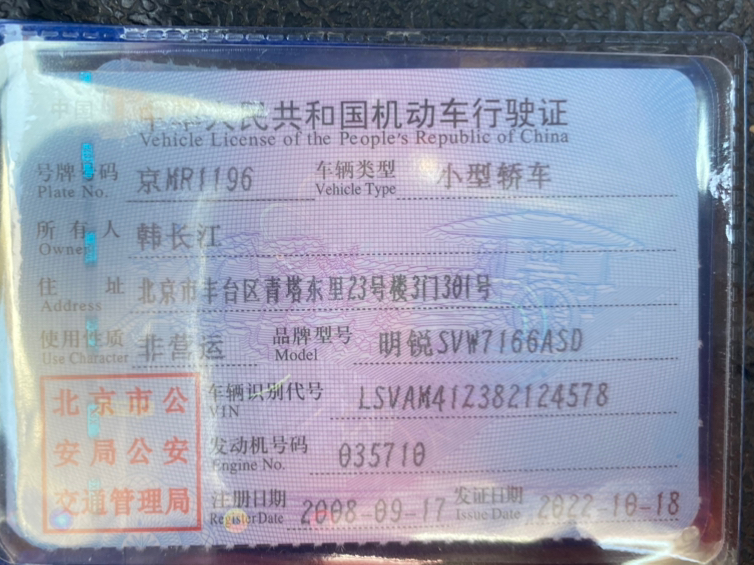 中华人民共和国机动车行驶证
Vehicle License of the People's Republic of China
号牌号码 京MR1196 车辆类型 小型轿车
Plate No. Vehicle Type
所有人 韩长江
Owner
住址 北京市丰台区青塔东里23号楼3门301号
Address
使用性质 非营运 品牌型号 明锐SVW7166ASD
Use Character Model
北京市公 车辆识别代号 LSVAM412382124578
VIN
安局公安 发动机号码 035710
Engine No.
交通管理局 注册日期 2008-09-17 发证日期 2022-10-18
Register Date Issue Date